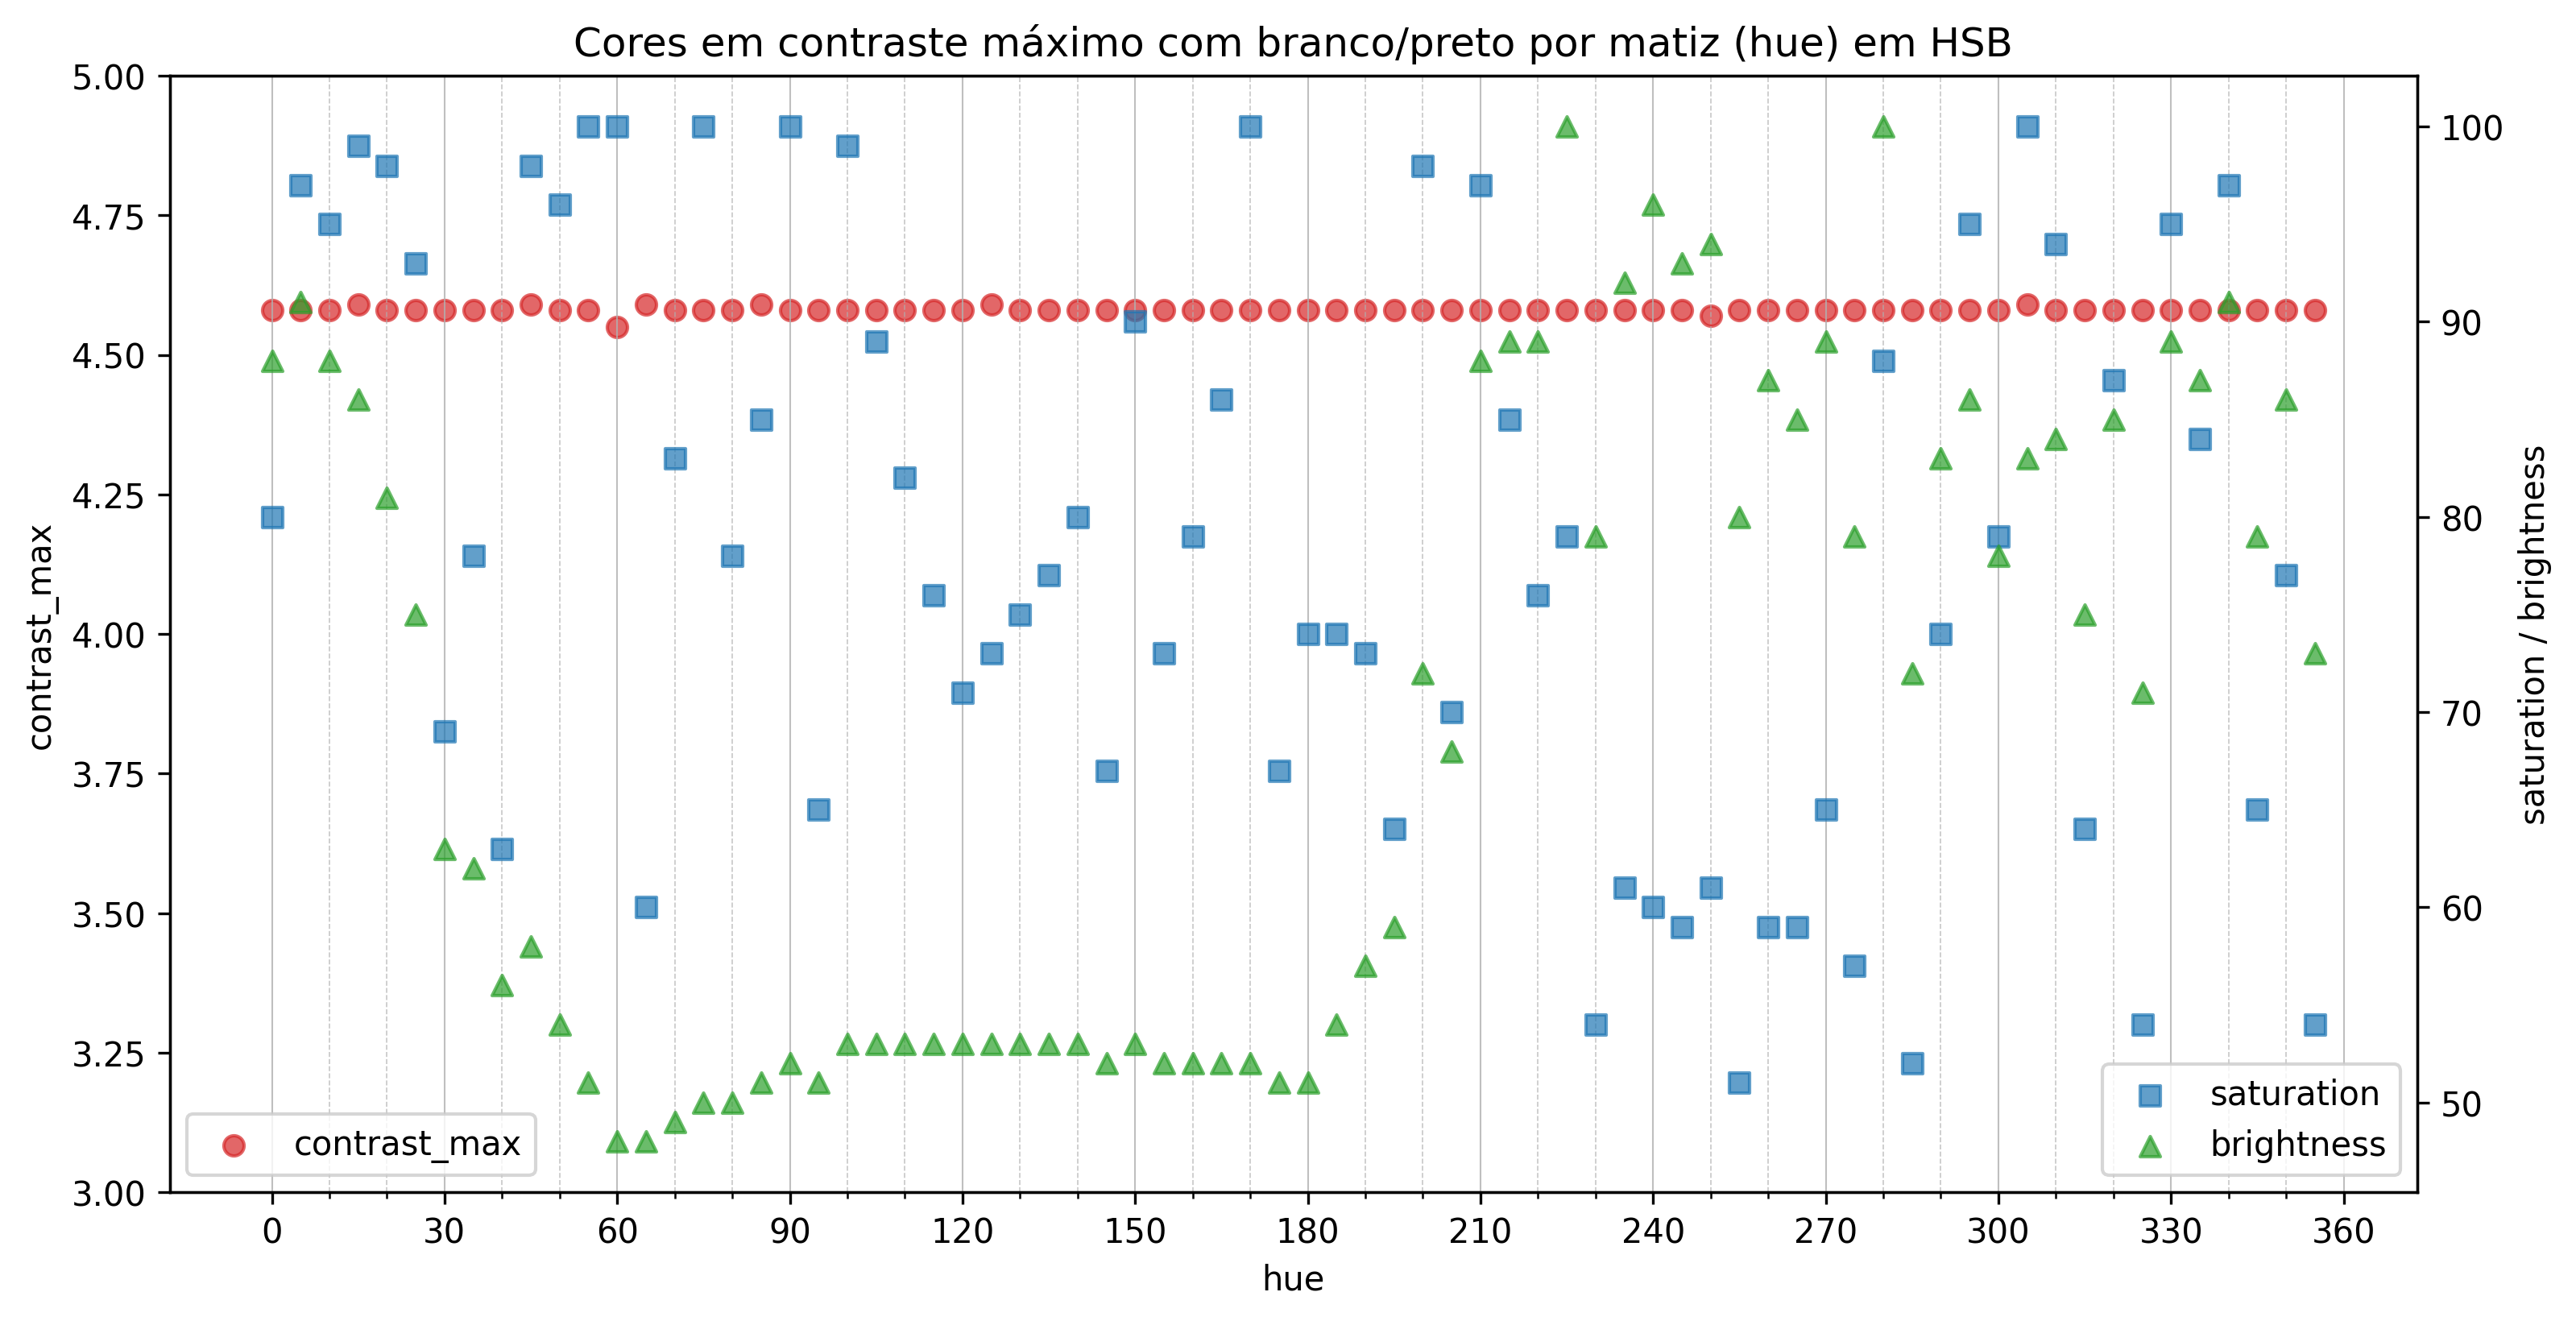 Cores em contraste máximo com branco/preto por matiz (hue) em HSB
5.00
4.75
4.50
4.25
4.00
3.75
3.50
3.25
3.00
contrast_max
100
90
80
70
60
50
saturation / brightness
contrast_max
saturation
brightness
0 30 60 90 120 150 180 210 240 270 300 330 360
hue